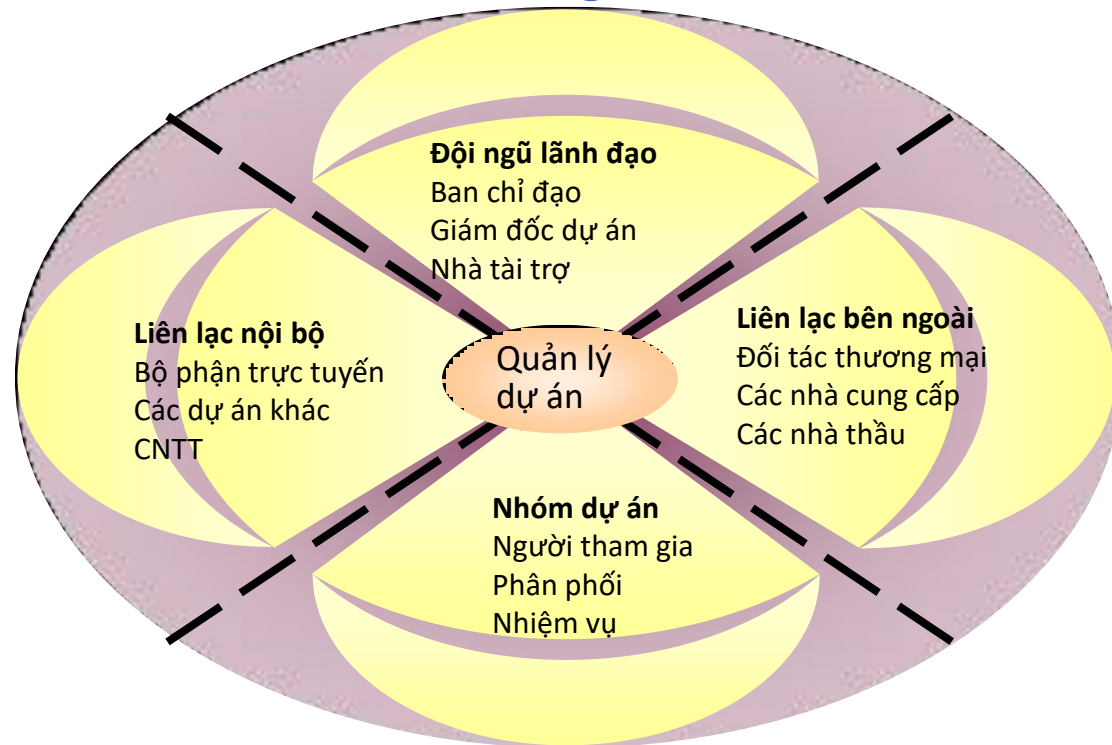 Đội ngũ lãnh đạo
Ban chỉ đạo
Giám đốc dự án
Nhà tài trợ
Liên lạc nội bộ
Bộ phận trực tuyến
Các dự án khác
CNTT
Quản lý
dự án
Liên lạc bên ngoài
Đối tác thương mại
Các nhà cung cấp
Các nhà thầu
Nhóm dự án
Người tham gia
Phân phối
Nhiệm vụ